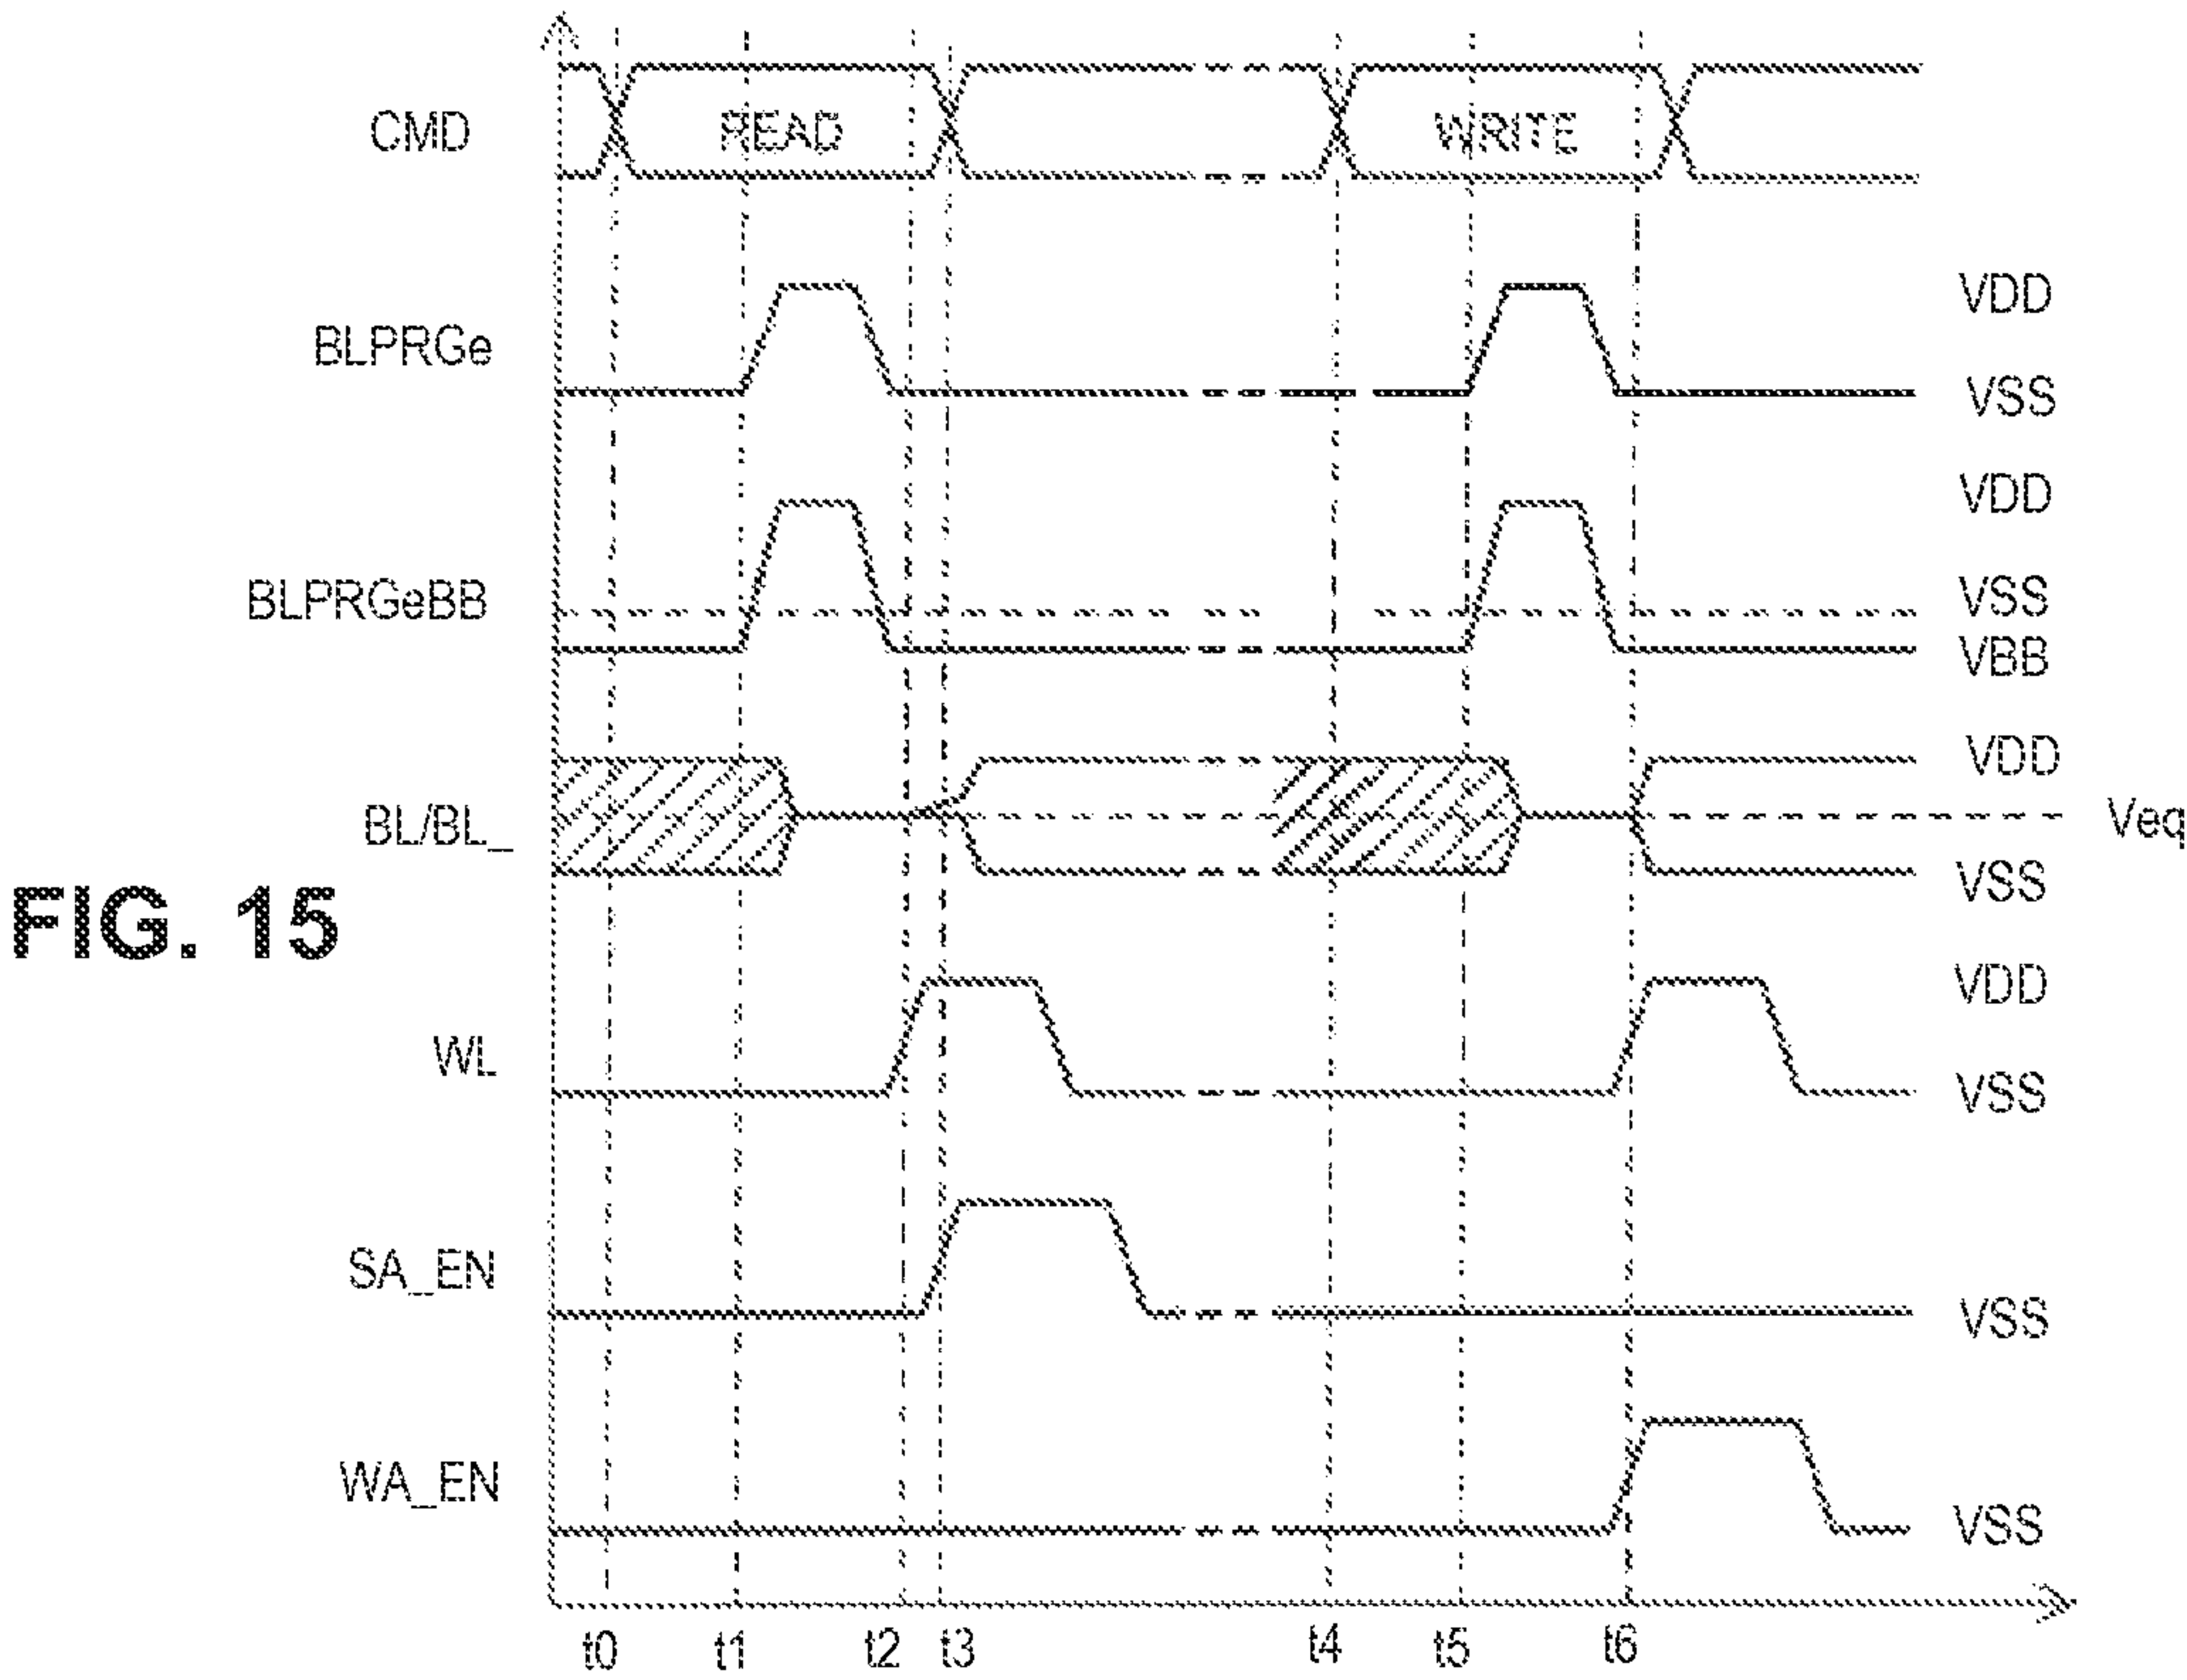 CMD
READ
WRITE
BLPRGe
VDD
VSS
BLPRGeBB
VDD
VSS
VBB
BL/BL_
VDD
Veq
VSS
FIG. 15
WL
VDD
VSS
SA_EN
VSS
WA_EN
VSS
t0 t1 t2 t3 t4 t5 t6